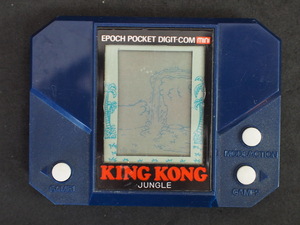 EPOCH POCKET DIGIT-COM mini
KING KONG
JUNGLE